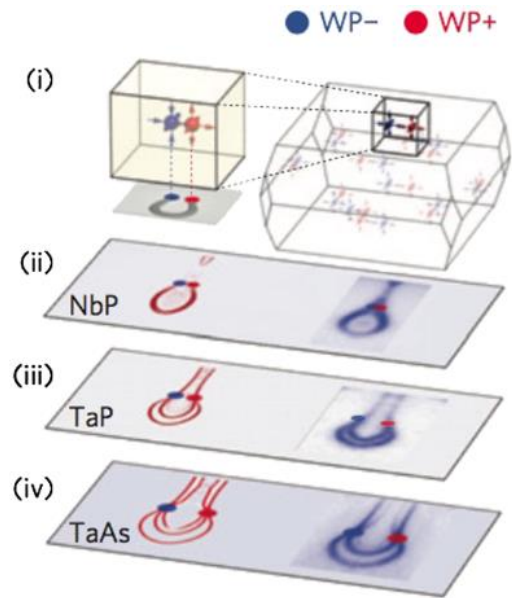 WP− WP+
(i)
(ii)
NbP
(iii)
TaP
(iv)
TaAs